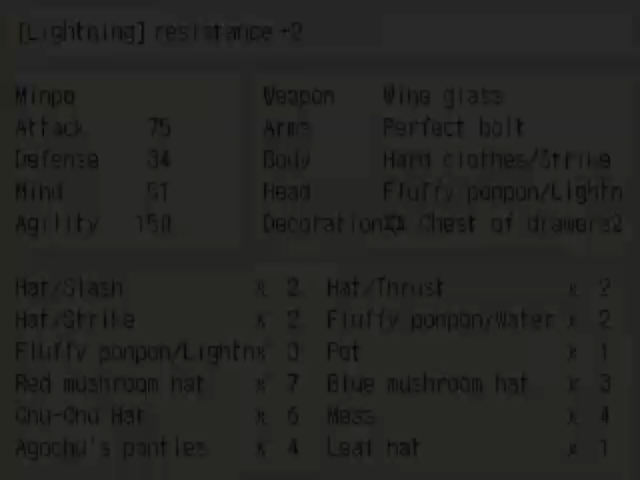 [Lightning] resistance +2
Minpo Weapon Wine glass
Attack 75 Arms Perfect bolt
Defense 34 Body Hard clothes/Strike
Mind 51 Head Fluffy ponpon/Lightn
Agility 150 Decoration Chest of drawers2
Hat/Slash x 2 Hat/Thrust x 2
Hat/Strike x 2 Fluffy ponpon/Water x 2
Fluffy ponpon/Lightnx 3 Pot x 1
Red mushroom hat x 7 Blue mushroom hat x 3
Chu-Chu Hat x 6 x 4
Agochu's panties x 4 Leaf hat x 1